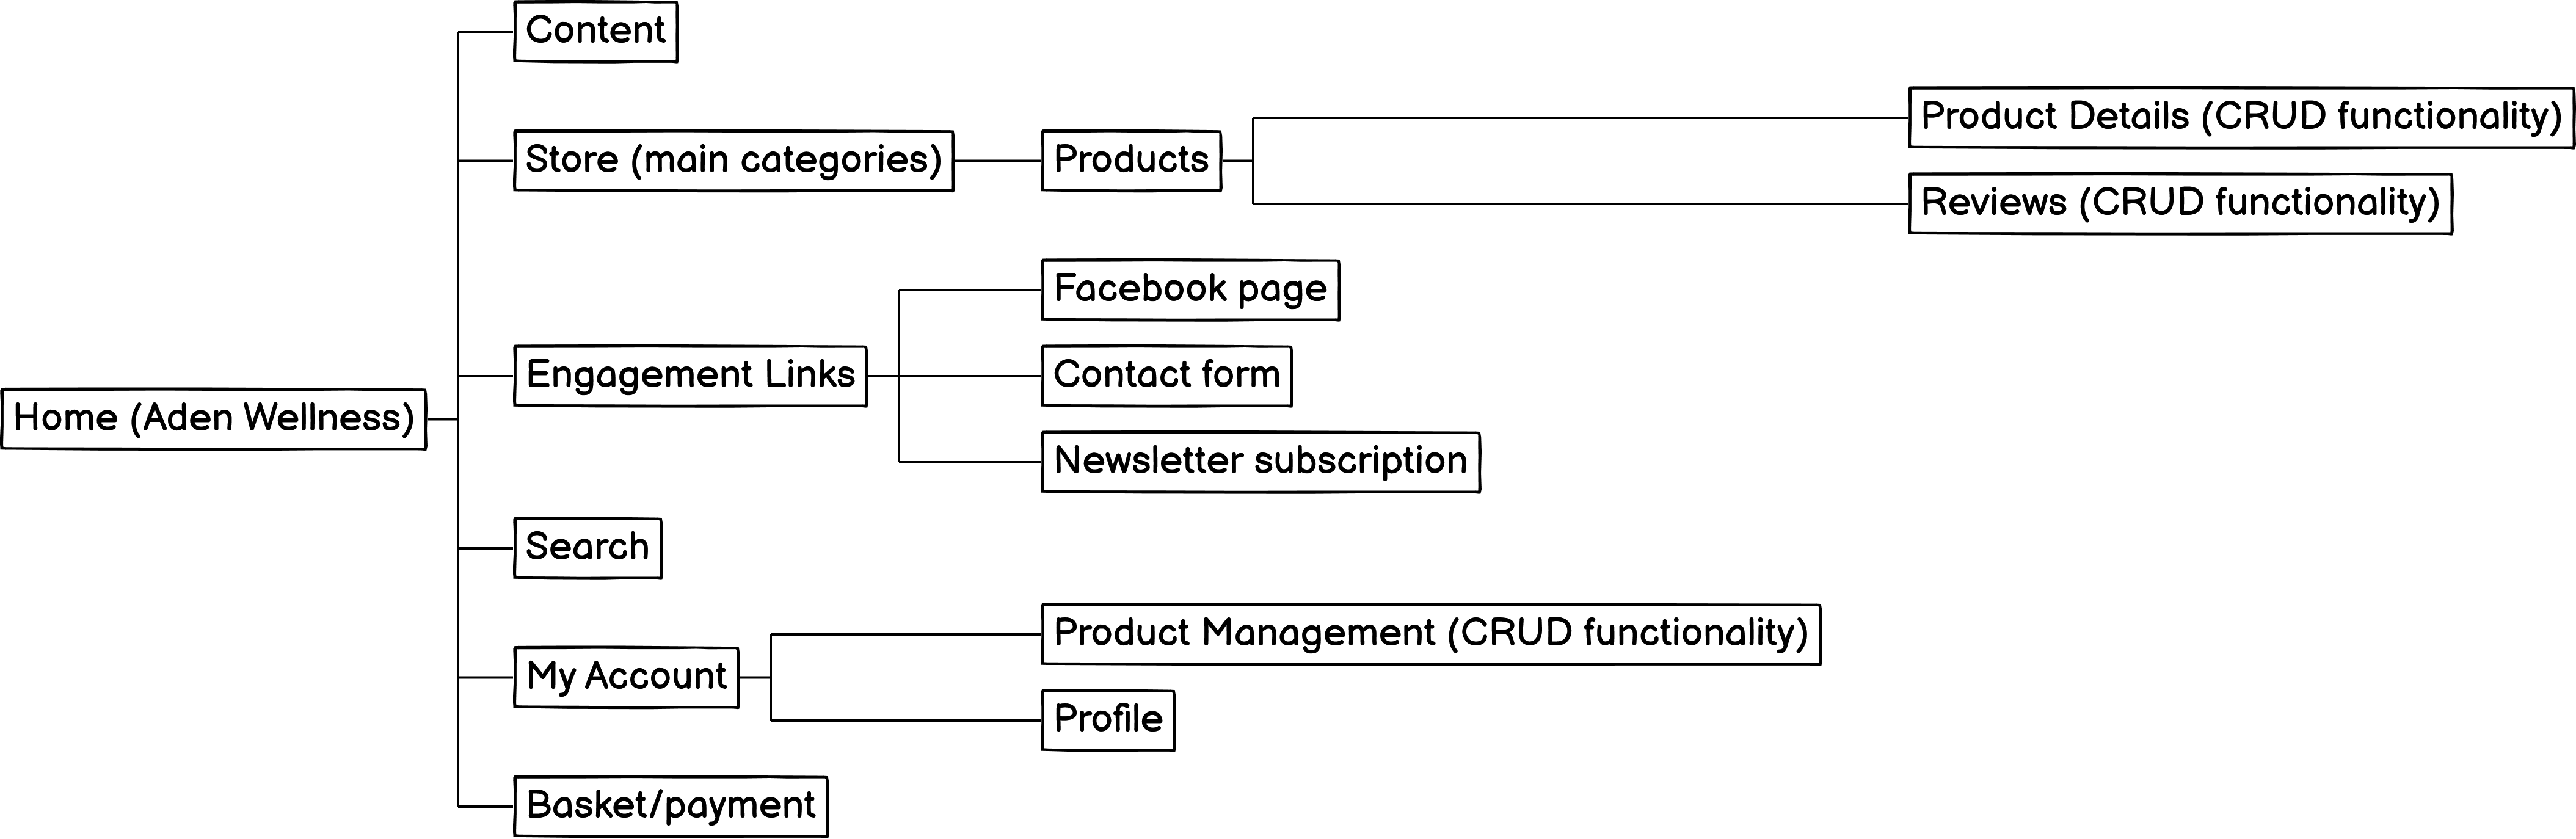 Content
Product Details (CRUD functionality)
Store (main categories)
Products
Reviews (CRUD functionality)
Facebook page
Engagement Links
Contact form
Home (Aden Wellness)
Newsletter subscription
Search
Product Management (CRUD functionality)
My Account
Profile
Basket/payment